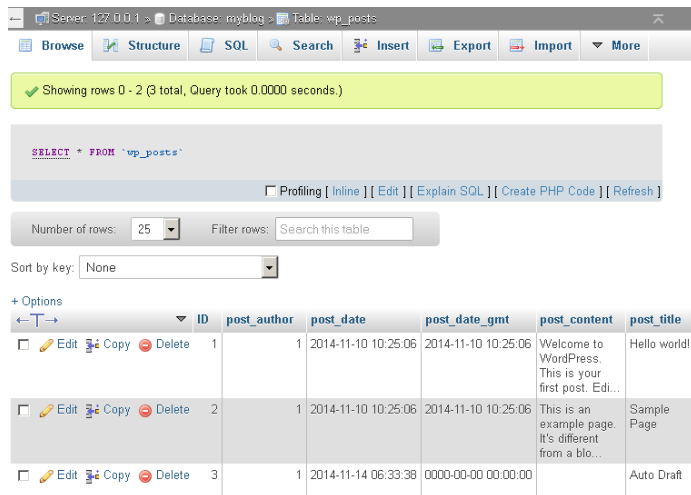 Server: 127.0.0.1 » Database: myblog » Table: wp_posts
Browse Structure SQL Search Insert Export Import More
Showing rows 0 - 2 (3 total, Query took 0.0000 seconds.)
SELECT * FROM `wp_posts`
Profiling [ Inline ] [ Edit ] [ Explain SQL ] [ Create PHP Code ] [ Refresh ]
Number of rows: 25 Filter rows: Search this table
Sort by key: None
+ Options
←T→ ID post_author post_date post_date_gmt post_content post_title
Edit Copy Delete 1 1 2014-11-10 10:25:06 2014-11-10 10:25:06 Welcome to Hello world!
WordPress.
This is your
first post. Edi...
Edit Copy Delete 2 1 2014-11-10 10:25:06 2014-11-10 10:25:06 This is an Sample
example page. Page
It's different
from a blo...
Edit Copy Delete 3 1 2014-11-14 06:33:38 0000-00-00 00:00:00 Auto Draft